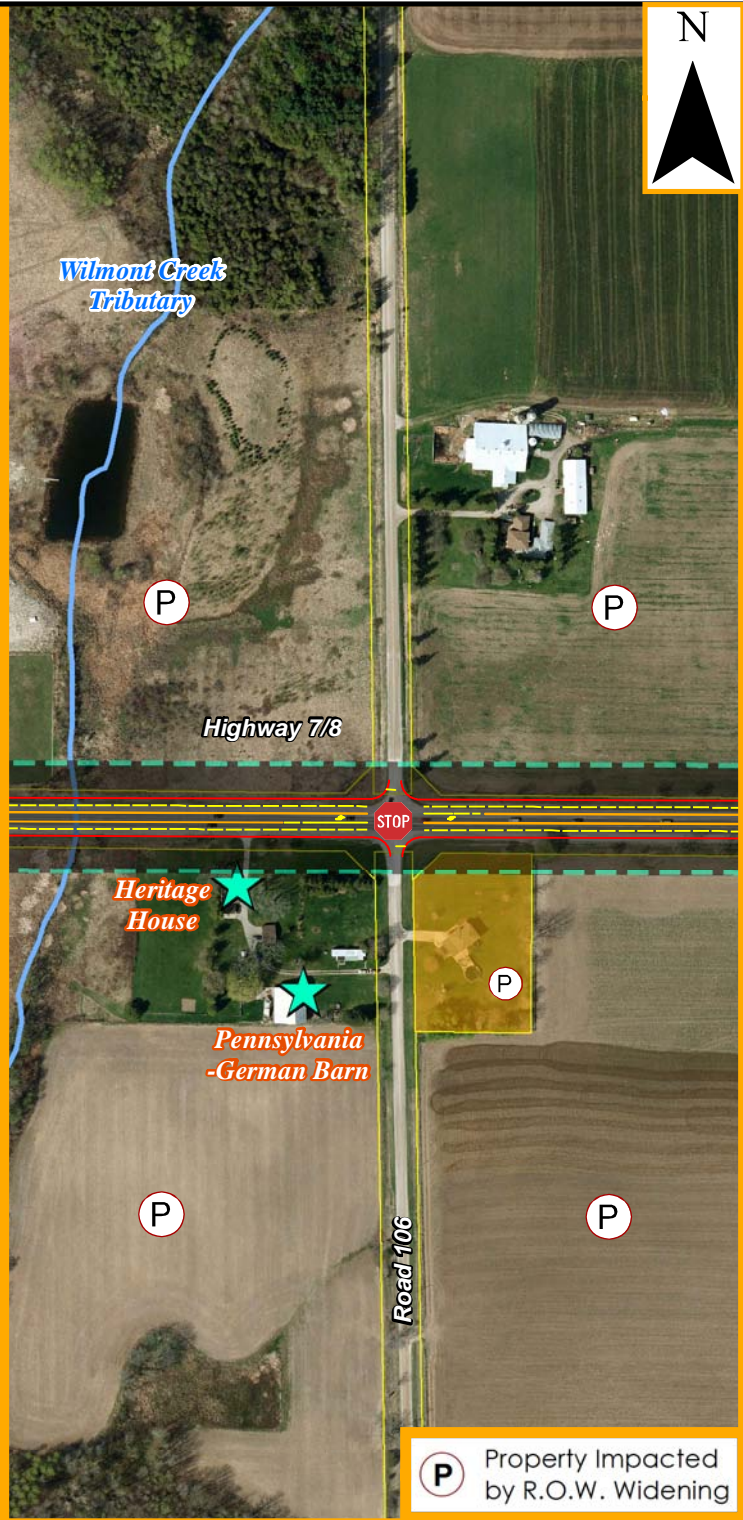 N
Wilmont Creek
Tributary
P
P
Highway 7/8
STOP
Heritage
House
P
Pennsylvania
-German Barn
P
P
Road 106
P
Property Impacted
by R.O.W. Widening